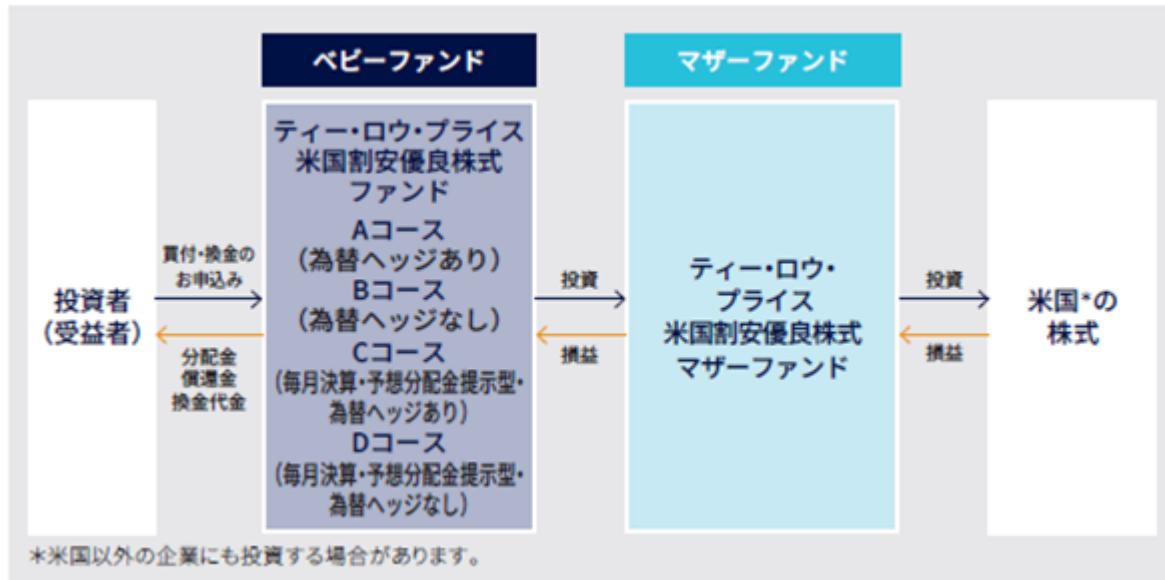 ベビーファンド
マザーファンド
投資者
（受益者）
買付・換金の
お申込み
分配金
償還金
換金代金
ティー・ロウ・プライス
米国割安優良株式
ファンド
Aコース
（為替ヘッジあり）
Bコース
（為替ヘッジなし）
Cコース
（毎月決算・予想分配金提示型・
為替ヘッジあり）
Dコース
（毎月決算・予想分配金提示型・
為替ヘッジなし）
投資
損益
ティー・ロウ・
プライス
米国割安優良株式
マザーファンド
投資
損益
米国*の
株式
*米国以外の企業にも投資する場合があります。